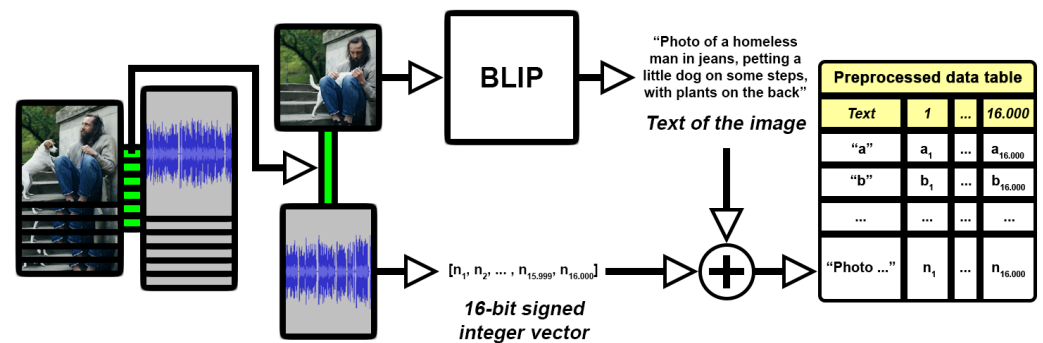 BLIP
“Photo of a homeless
man in jeans, petting a
little dog on some steps,
with plants on the back”
Text of the image
[n1, n2, ... , n15.999, n16.000]
16-bit signed
integer vector
Preprocessed data table
Text 1 ... 16.000
“a” a1 ... a16.000
“b” b1 ... b16.000
... ... ... ...
“Photo ...” n1 ... n16.000